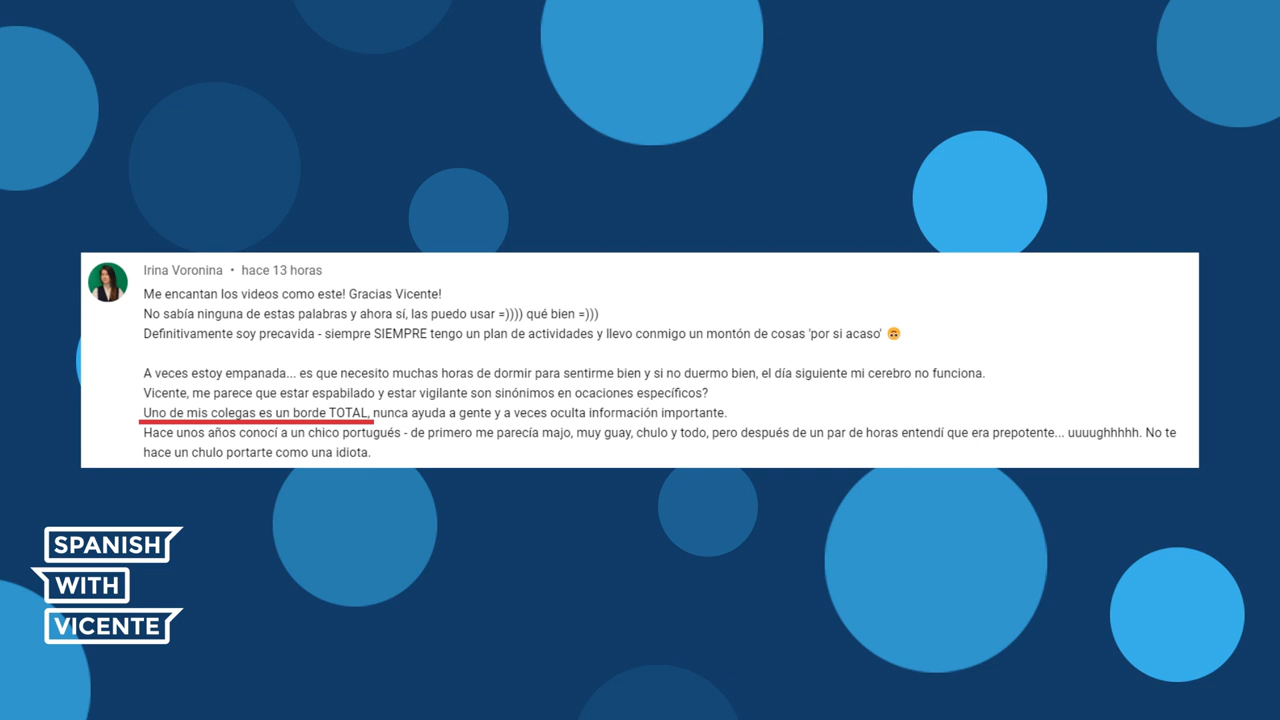 Irina Voronina • hace 13 horas
Me encantan los videos como este! Gracias Vicente!
No sabía ninguna de estas palabras y ahora sí, las puedo usar =)))) qué bien =)))
Definitivamente soy precavida - siempre SIEMPRE tengo un plan de actividades y llevo conmigo un montón de cosas 'por si acaso' 🙃
A veces estoy empanada... es que necesito muchas horas de dormir para sentirme bien y si no duermo bien, el día siguiente mi cerebro no funciona.
Vicente, me parece que estar espabilado y estar vigilante son sinónimos en ocaciones específicos?
Uno de mis colegas es un borde TOTAL, nunca ayuda a gente y a veces oculta información importante.
Hace unos años conocí a un chico portugués - de primero me parecía majo, muy guay, chulo y todo, pero después de un par de horas entendí que era prepotente... uuuughhhhh. No te
hace un chulo portarte como una idiota.
SPANISH
WITH
VICENTE